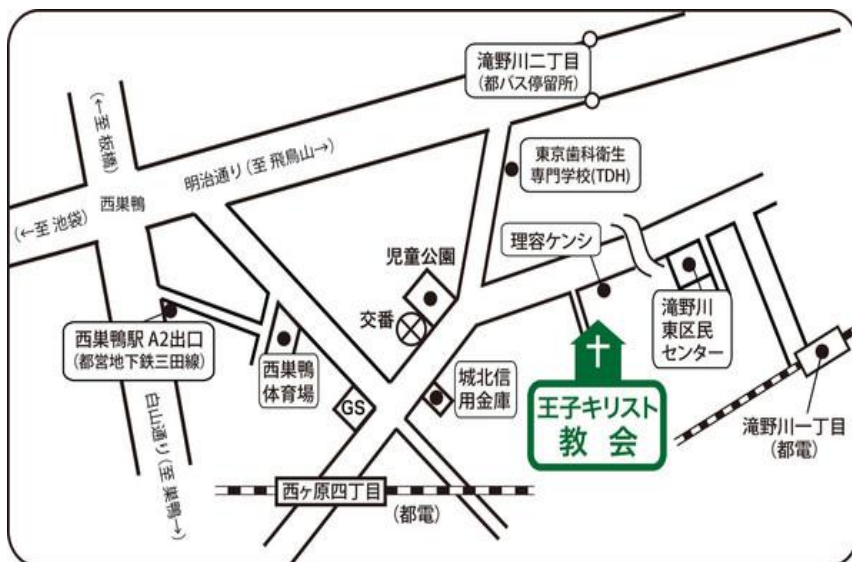 滝野川二丁目
(都バス停留所)
(←至 板橋)
明治通り (至 飛鳥山→)
東京歯科衛生
専門学校(TDH)
西巣鴨
(←至 池袋)
理容ケンシ
児童公園
交番
滝野川
東区民
センター
西巣鴨駅 A2出口
(都営地下鉄三田線)
西巣鴨
体育場
GS
城北信
用金庫
王子キリスト
教会
滝野川一丁目
(都電)
白山通り (至 巣鴨→)
西ヶ原四丁目
(都電)